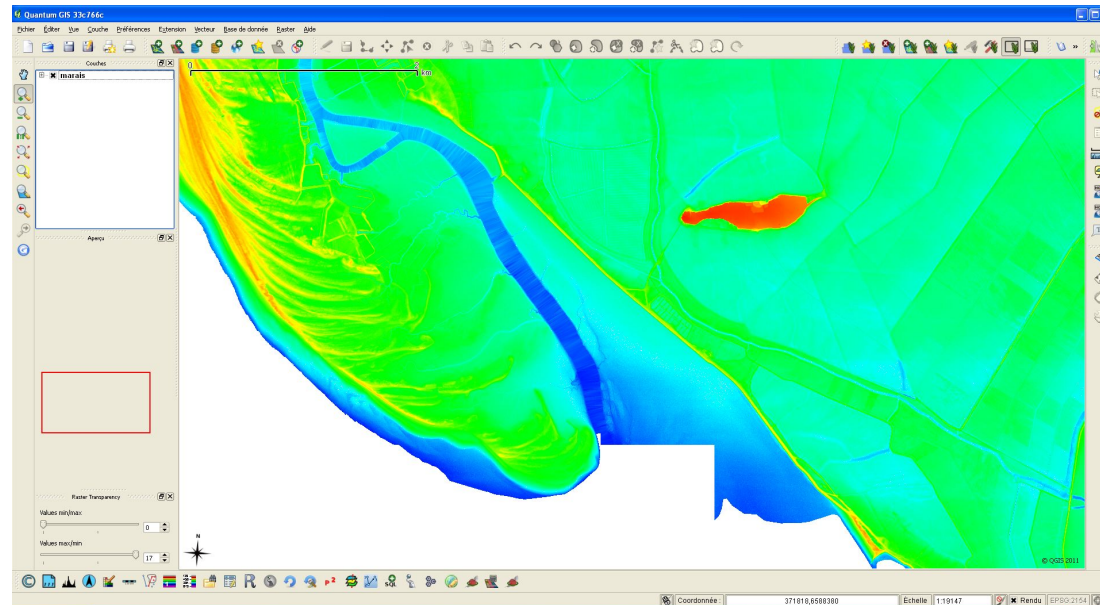 Quantum GIS 33c766c
Fichier Éditer Vue Couche Préférences Extension Vecteur Base de donnée Raster Aide
Couches
marais
0 2 km
Aperçu
Raster Transparency
Values min/max
0
Values max/min
17
N
© QGIS 2011
Coordonnée : 371818,6588380 Échelle 1:19147 Rendu EPSG:2154